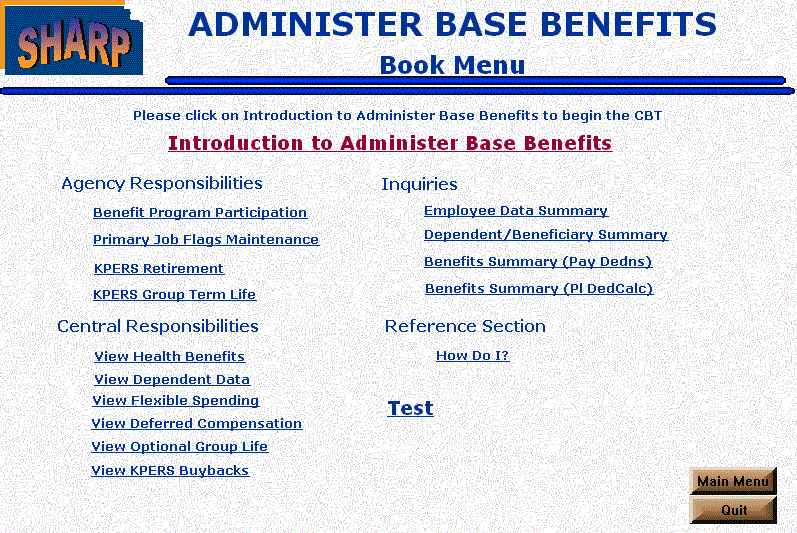 SHARP
ADMINISTER BASE BENEFITS
Book Menu
Please click on Introduction to Administer Base Benefits to begin the CBT
Introduction to Administer Base Benefits
Agency Responsibilities
Benefit Program Participation
Primary Job Flags Maintenance
KPERS Retirement
KPERS Group Term Life
Central Responsibilities
View Health Benefits
View Dependent Data
View Flexible Spending
View Deferred Compensation
View Optional Group Life
View KPERS Buybacks
Inquiries
Employee Data Summary
Dependent/Beneficiary Summary
Benefits Summary (Pay Dedns)
Benefits Summary (Pl DedCalc)
Reference Section
How Do I?
Test
Main Menu
Quit